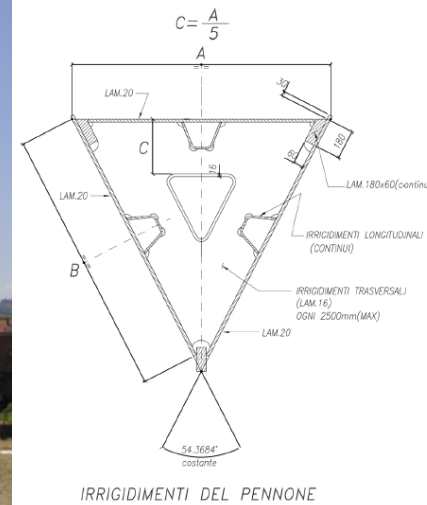 C = A/5
A
LAM.20
30
C
16
60
180
LAM.20
LAM.180x60(continu
IRRIGIDIMENTI LONGITUDINALI
(CONTINUI)
B
IRRIGIDIMENTI TRASVERSALI
(LAM.16)
OGNI 2500mm(MAX)
LAM.20
54.3684°
costante
IRRIGIDIMENTI DEL PENNONE